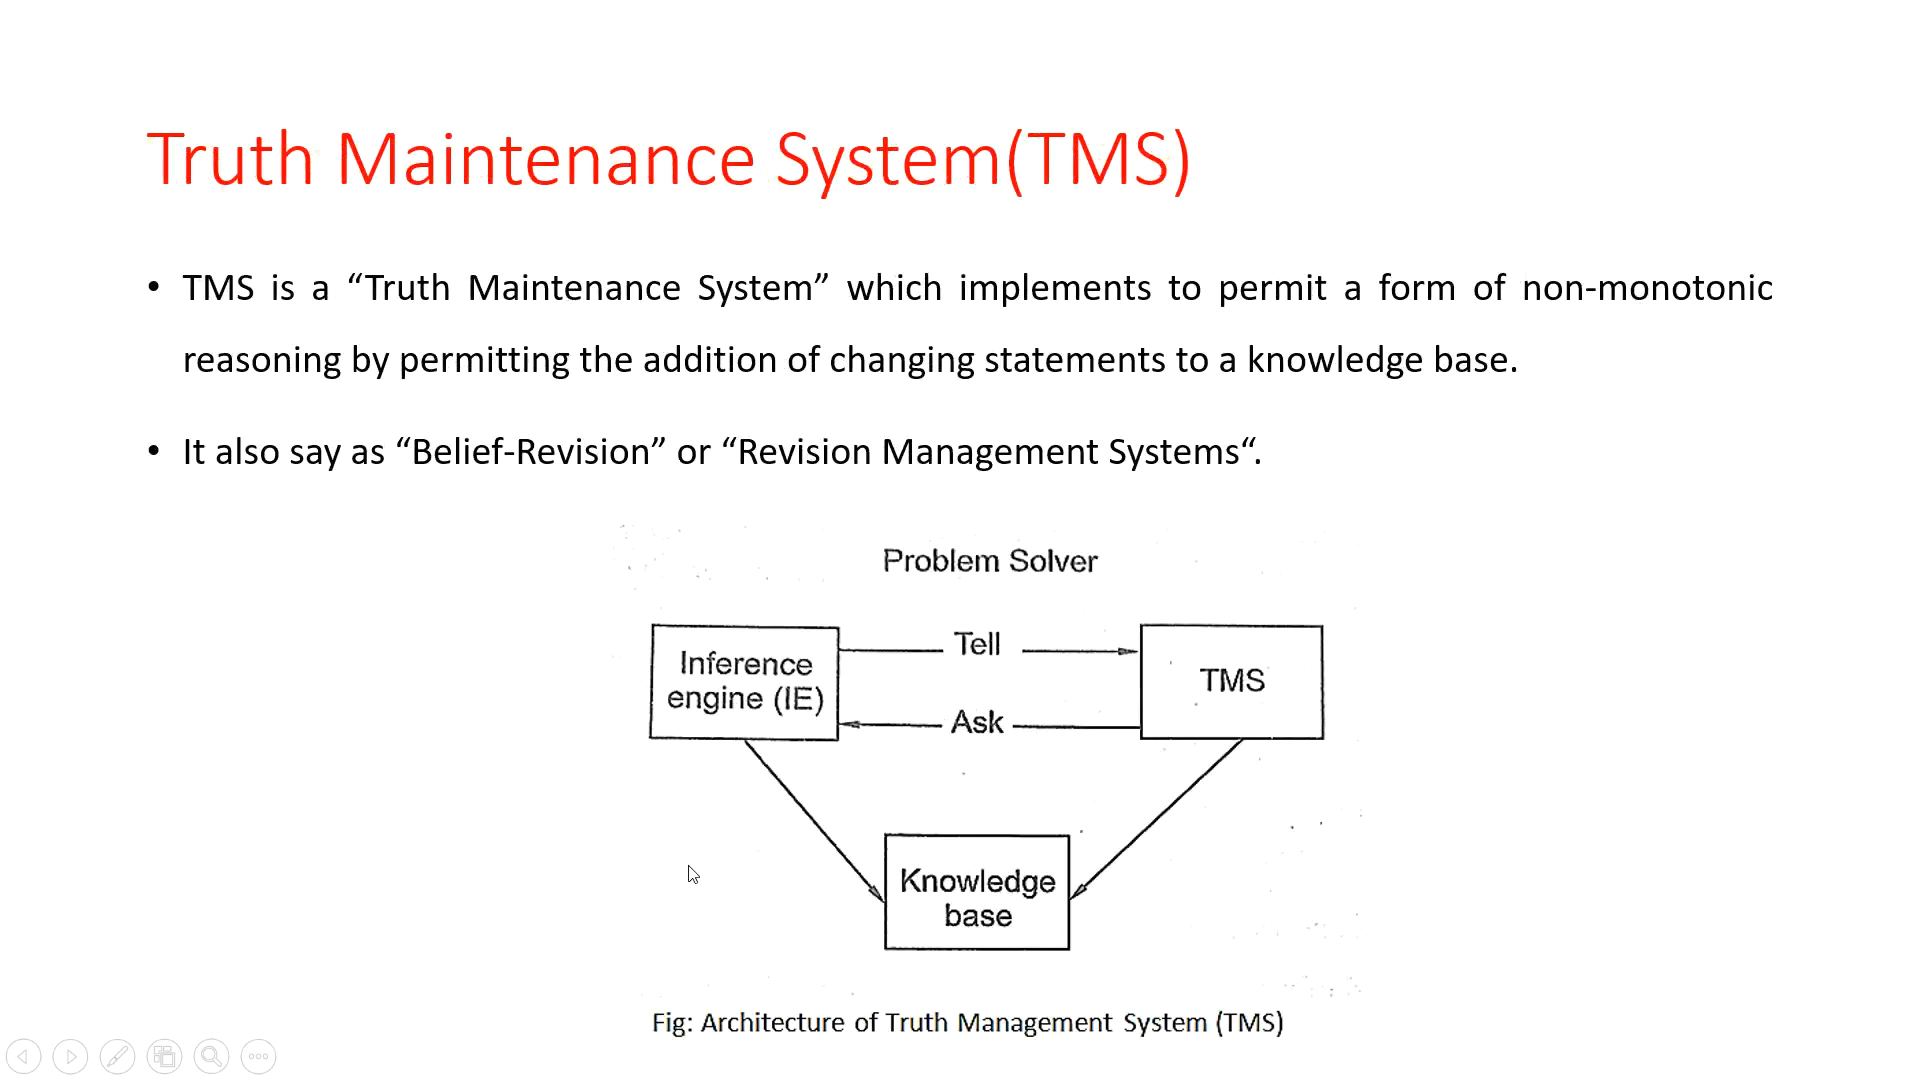 Truth Maintenance System(TMS)
• TMS is a “Truth Maintenance System” which implements to permit a form of non-monotonic
reasoning by permitting the addition of changing statements to a knowledge base.
• It also say as “Belief-Revision” or “Revision Management Systems“.
Problem Solver
Tell
Inference
engine (IE)
TMS
Ask
Knowledge
base
Fig: Architecture of Truth Management System (TMS)